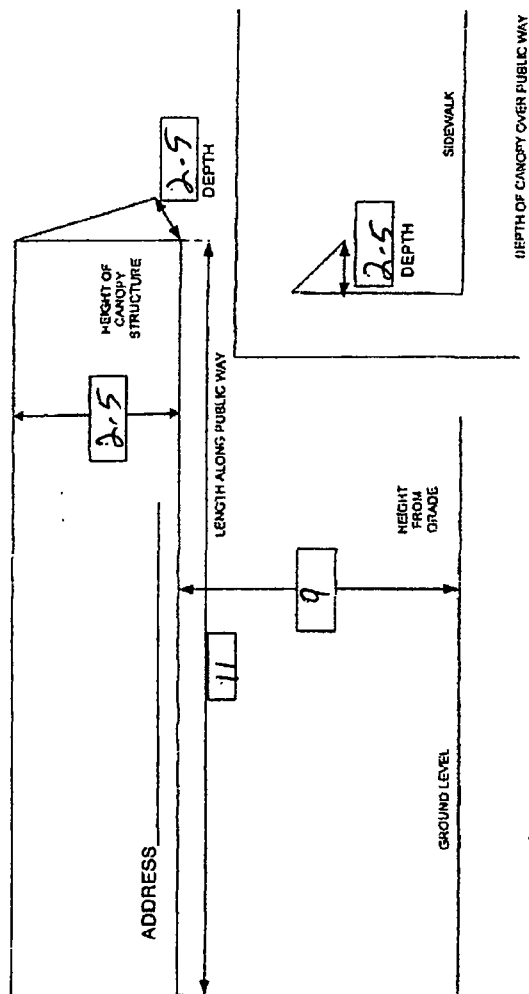 HEIGHT OF
CANOPY
STRUCTURE
2.5
2.5
DEPTH
ADDRESS
LENGTH ALONG PUBLIC WAY
11
9
HEIGHT
FROM
GRADE
GROUND LEVEL
2.5
DEPTH
SIDEWALK
DEPTH OF CANOPY OVER PUBLIC WAY